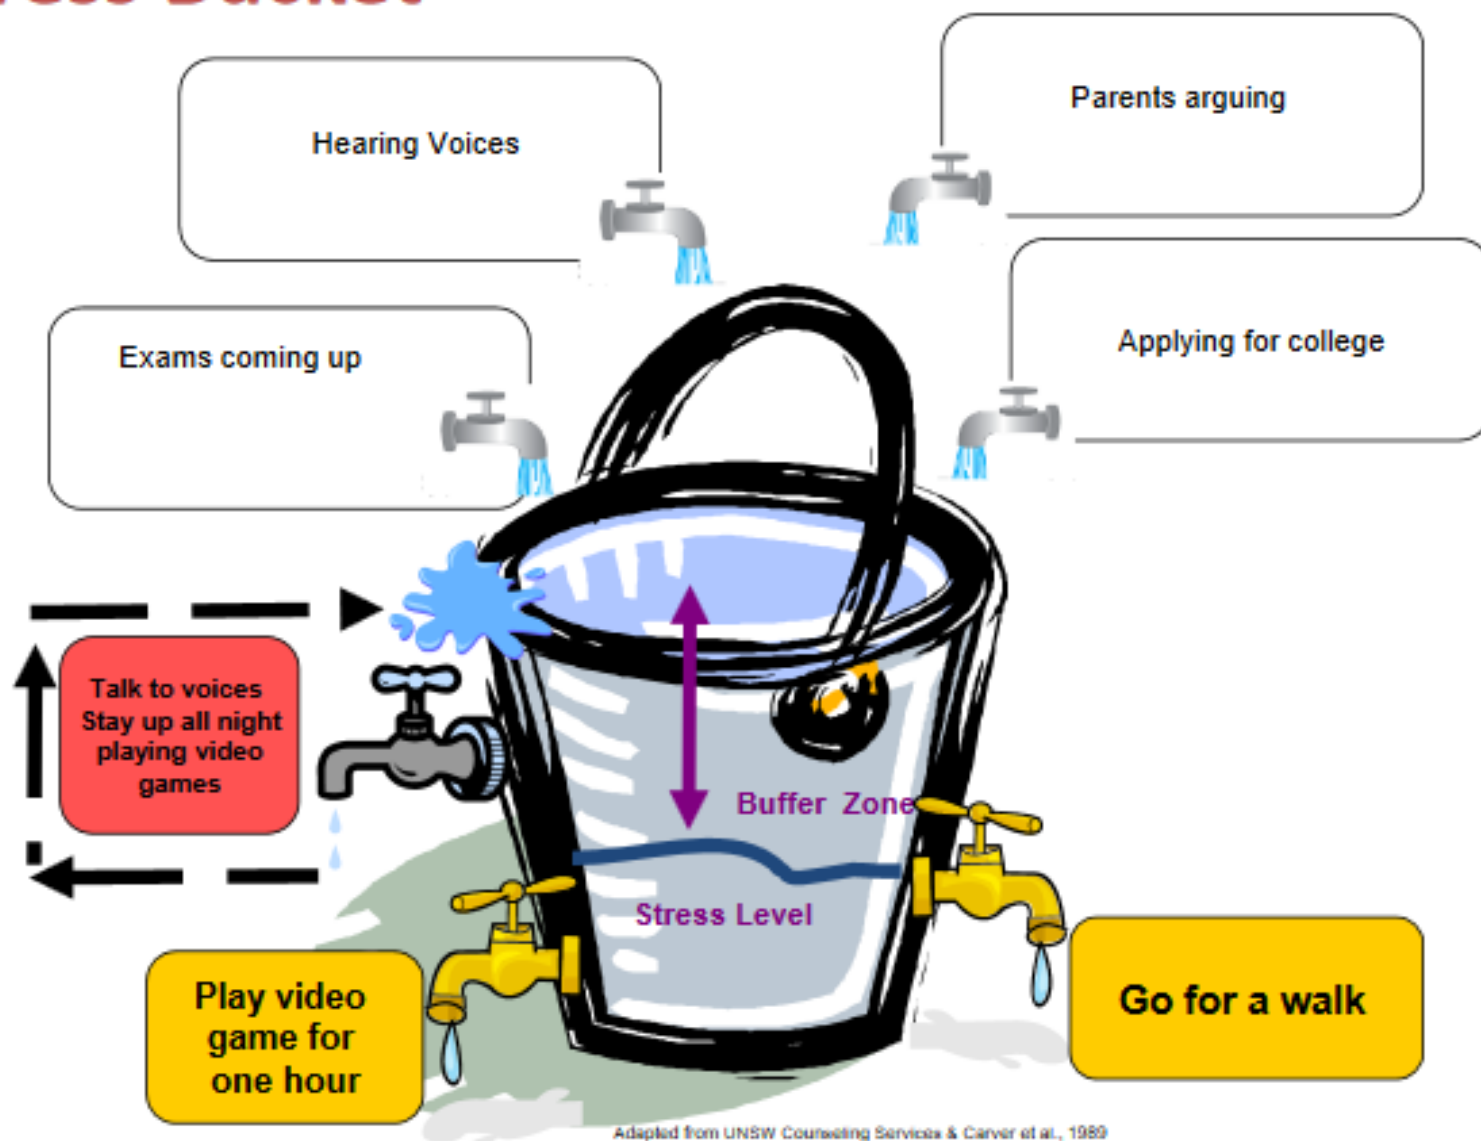 Hearing Voices
Parents arguing
Exams coming up
Applying for college
Talk to voices
Stay up all night
playing video
games
Buffer Zone
Stress Level
Play video
game for
one hour
Go for a walk
Adapted from UNSW Counseling Services & Carver et al., 1989